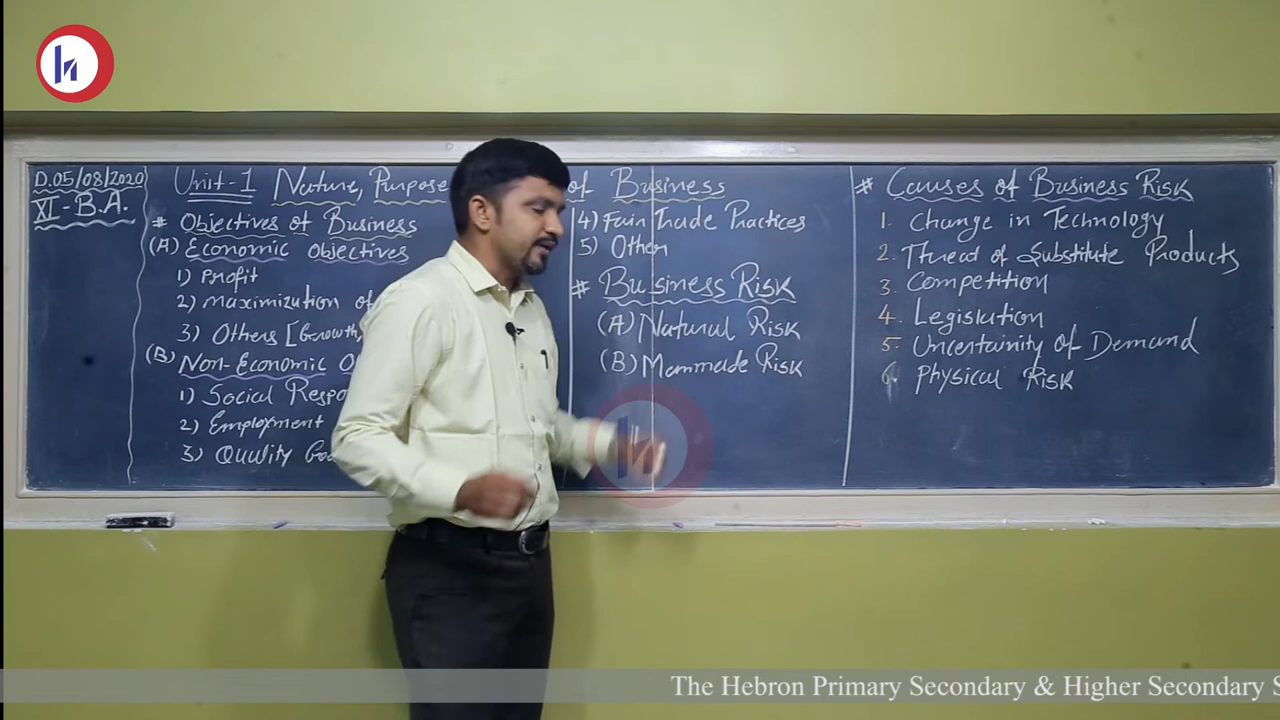 D.05/08/2020
XI - B.A.
Unit-1 Nature, Purpose of Business
# Objectives of Business
(A) Economic Objectives
1) Profit
2) Maximization of
3) Others [Growth,
(B) Non-Economic O
1) Social Respo
2) Employment
3) Quality Goo
4) Fain Trade Practices
5) Other
# Business Risk
(A) Natural Risk
(B) Manmade Risk
# Causes of Business Risk
1. Change in Technology
2. Thread of Substitute Products
3. Competition
4. Legislution
5. Uncertainity of Demand
6. Physical Risk
The Hebron Primary Secondary & Higher Secondary S